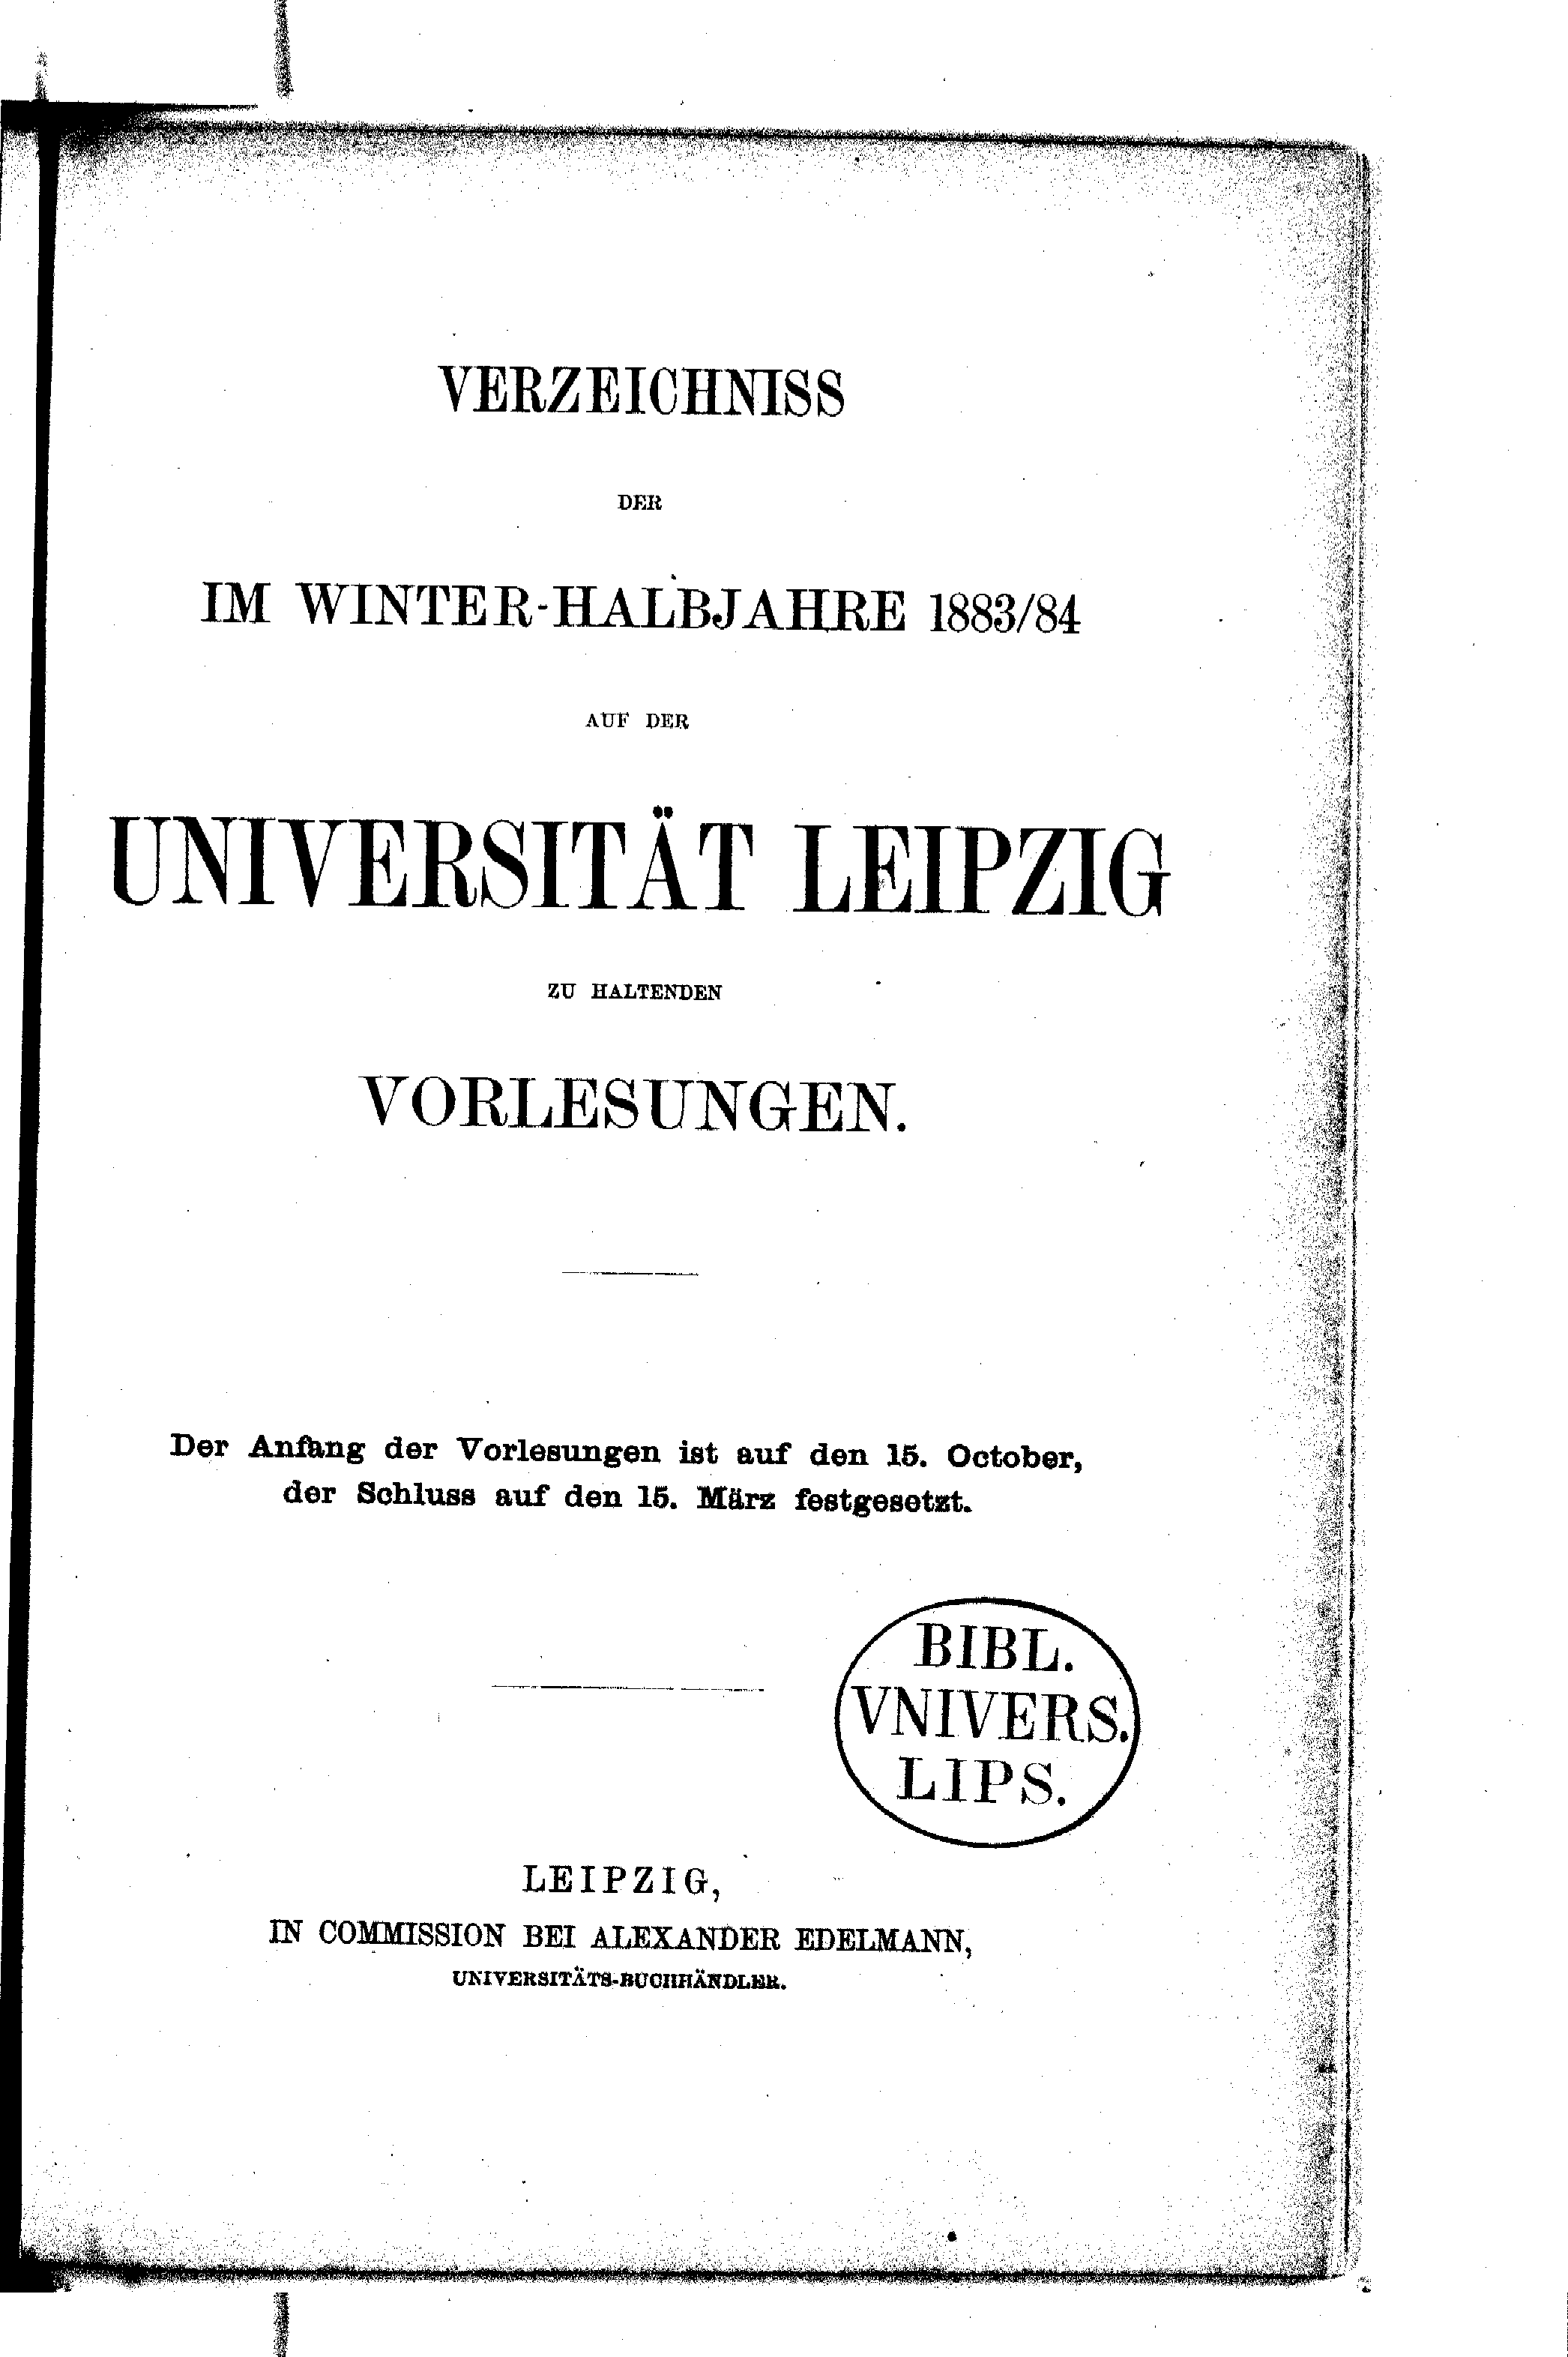 VERZEICHNISS
DER
IM WINTER-HALBJAHRE 1883/84
AUF DER
UNIVERSITÄT LEIPZIG
ZU HALTENDEN
VORLESUNGEN.
Der Anfang der Vorlesungen ist auf den 15. October,
der Schluss auf den 15. März festgesetzt.
BIBL.
VNIVERS.
LIPS.
LEIPZIG,
IN COMMISSION BEI ALEXANDER EDELMANN,
UNIVERSITÄTS-BUCHHÄNDLER.